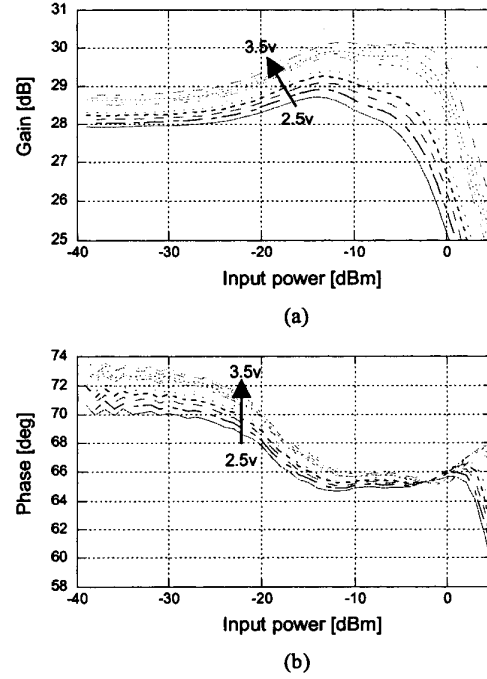 31
30
29
28
27
26
25
Gain [dB]
3.5v
2.5v
-40
-30
-20
-10
0
Input power [dBm]
(a)
74
72
70
68
66
64
62
60
58
Phase [deg]
3.5v
2.5v
-40
-30
-20
-10
0
Input power [dBm]
(b)